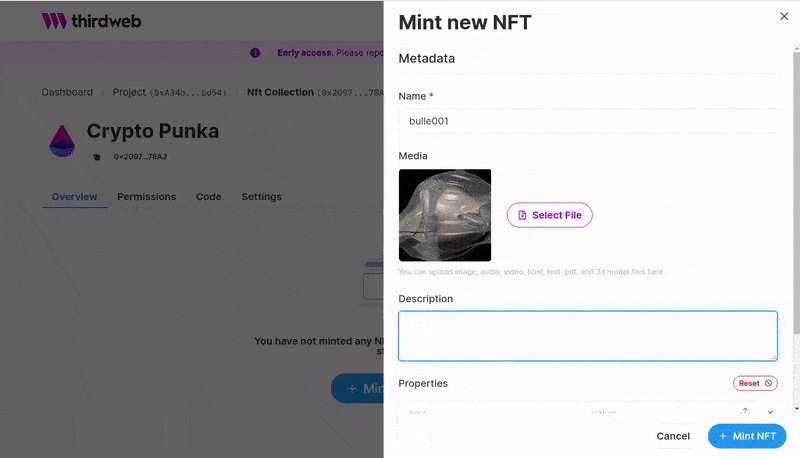 thirdweb
Early access. Please repo
Dashboard > Project (0xA34b...6d54) > Nft Collection (0x2097...78A
Crypto Punka
0x2097...78A2
Overview Permissions Code Settings
You have not minted any NF
st
+ Min
Mint new NFT
Metadata
Name *
bulle001
Media
Select File
You can upload image, audio, video, html, text, pdf, and 3d model files here.
Description
Properties
Reset
Cancel
+ Mint NFT